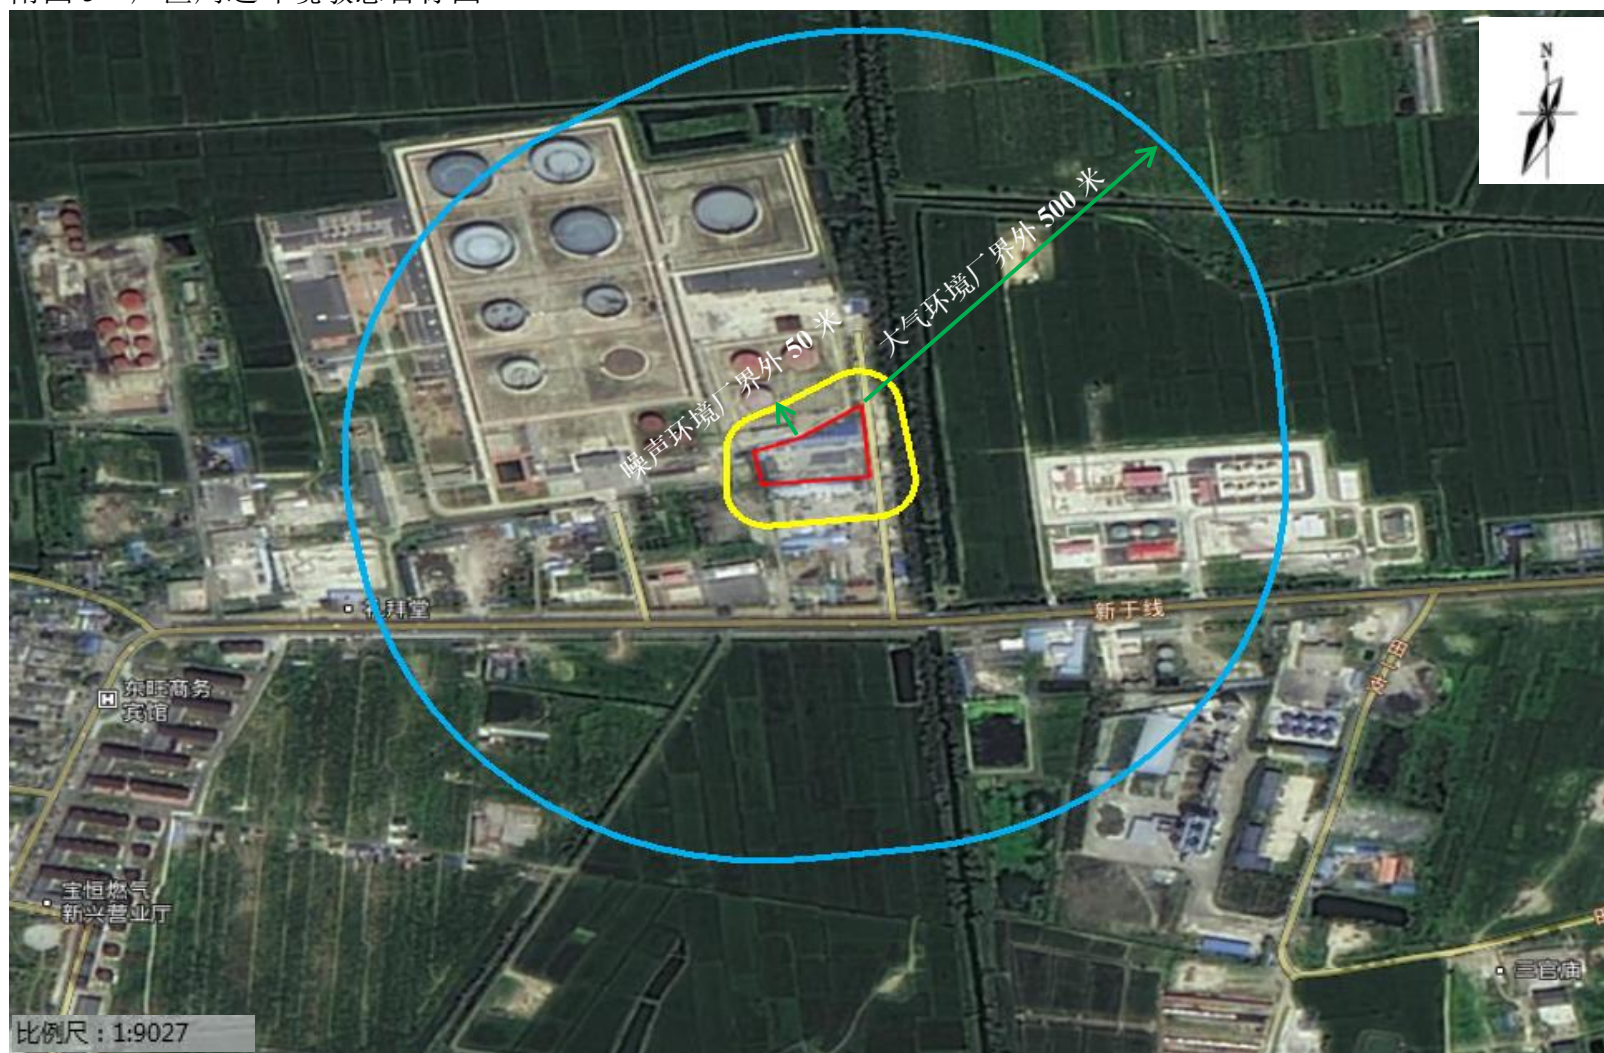 N
大气环境厂界外 500 米
噪声环境厂界外 50 米
礼拜堂
新于线
东旺商务
宾馆
宝恒燃气
新兴营业厅
三官庙
比例尺：1:9027